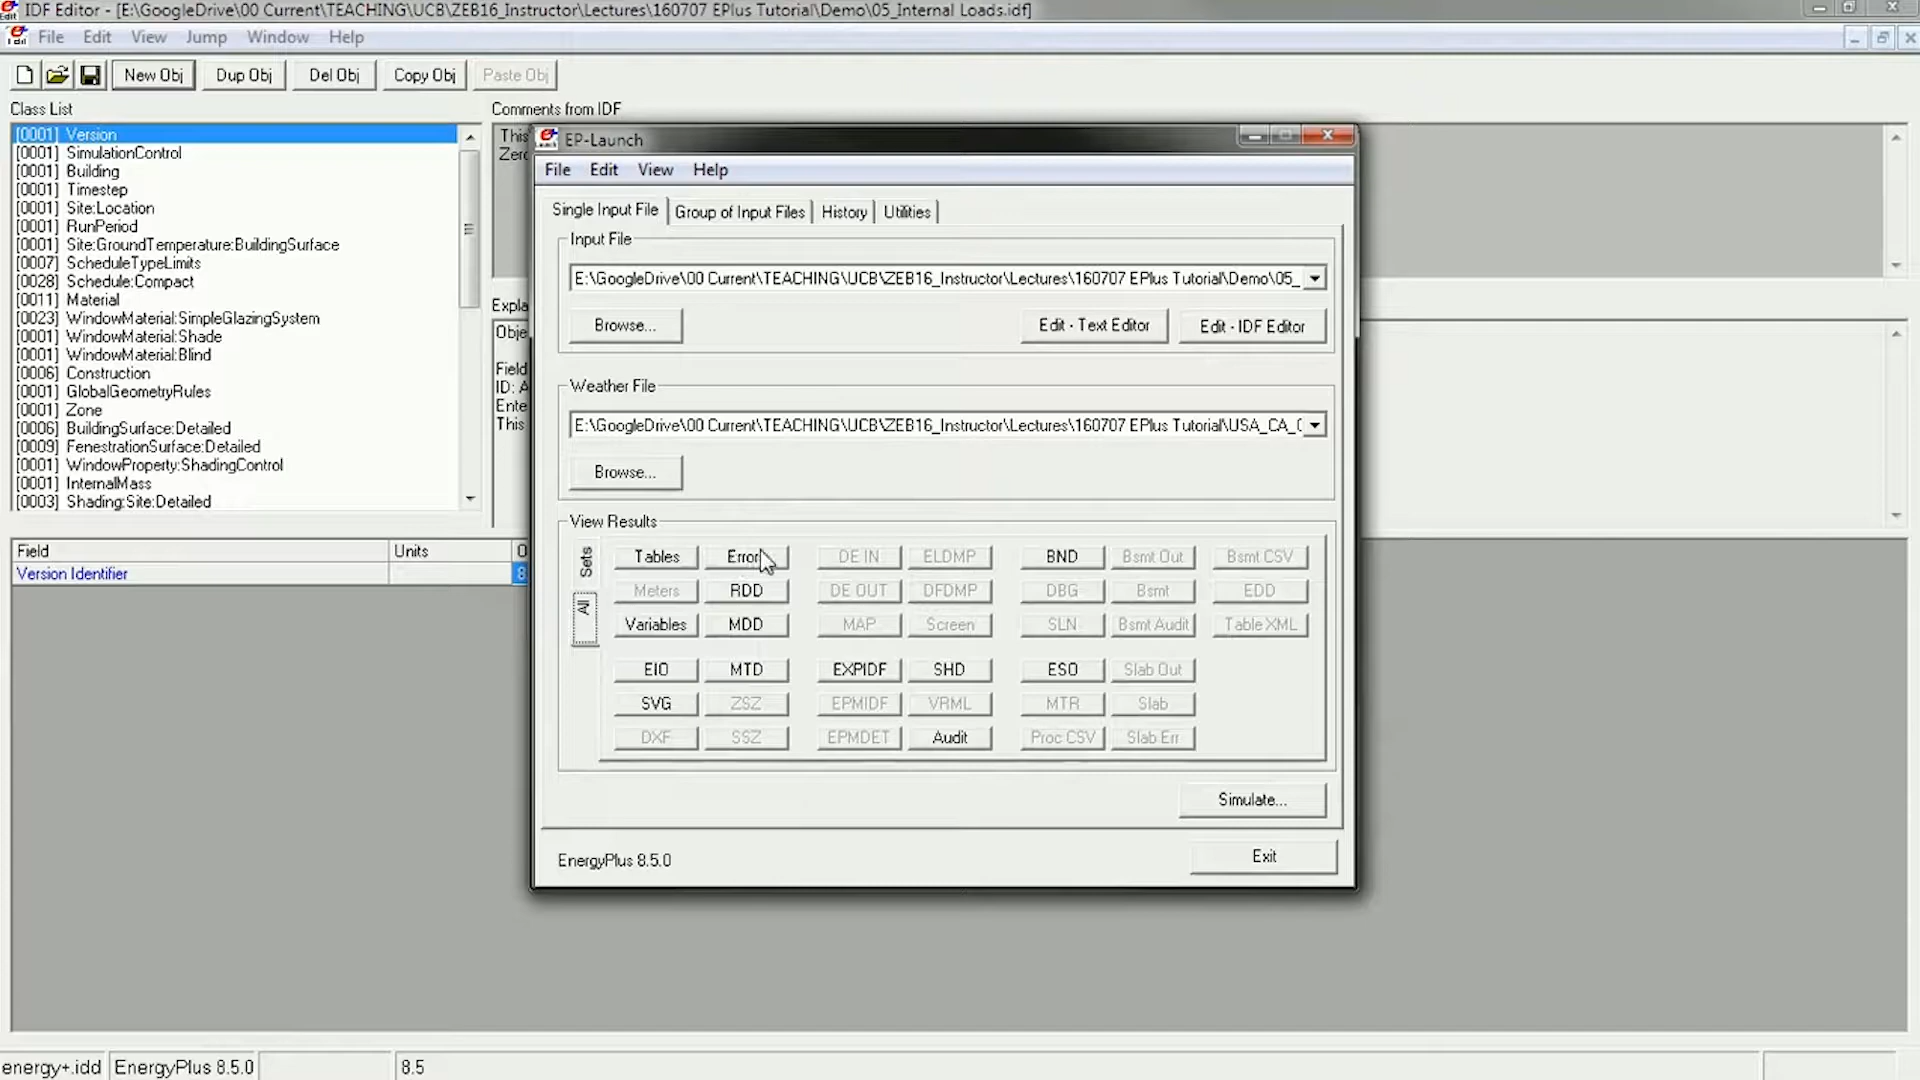 IDF Editor - [E:\GoogleDrive\00 Current\TEACHING\UCB\ZEB16_Instructor\Lectures\160707 EPlus Tutorial\Demo\05_Internal Loads.idf]
File Edit View Jump Window Help
New Obj Dup Obj Del Obj Copy Obj Paste Obj
Class List
Comments from IDF
[0001] Version
[0001] SimulationControl
[0001] Building
[0001] Timestep
[0001] Site:Location
[0001] RunPeriod
[0001] Site:GroundTemperature:BuildingSurface
[0007] ScheduleTypeLimits
[0028] Schedule:Compact
[0011] Material
[0023] WindowMaterial:SimpleGlazingSystem
[0001] WindowMaterial:Shade
[0001] WindowMaterial:Blind
[0006] Construction
[0001] GlobalGeometryRules
[0001] Zone
[0006] BuildingSurface:Detailed
[0009] FenestrationSurface:Detailed
[0001] WindowProperty:ShadingControl
[0001] InternalMass
[0003] Shading:Site:Detailed
This
Zero
Expla
Obje
Field
ID: A
Ente
This
Field Units O
Version Identifier 8
EP-Launch
File Edit View Help
Single Input File Group of Input Files History Utilities
Input File
E:\GoogleDrive\00 Current\TEACHING\UCB\ZEB16_Instructor\Lectures\160707 EPlus Tutorial\Demo\05_
Browse... Edit - Text Editor Edit - IDF Editor
Weather File
E:\GoogleDrive\00 Current\TEACHING\UCB\ZEB16_Instructor\Lectures\160707 EPlus Tutorial\USA_CA_
Browse...
View Results
Sets
All
Tables Error DE IN ELDMP BND Bsmt Out Bsmt CSV
Meters RDD DE OUT DFDMP DBG Bsmt EDD
Variables MDD MAP Screen SLN Bsmt Audit Table XML
EIO MTD EXPIDF SHD ESO Slab Out
SVG ZSZ EPMIDF VRML MTR Slab
DXF SSZ EPMDET Audit Proc CSV Slab Err
Simulate...
EnergyPlus 8.5.0
Exit
energy+.idd EnergyPlus 8.5.0 8.5